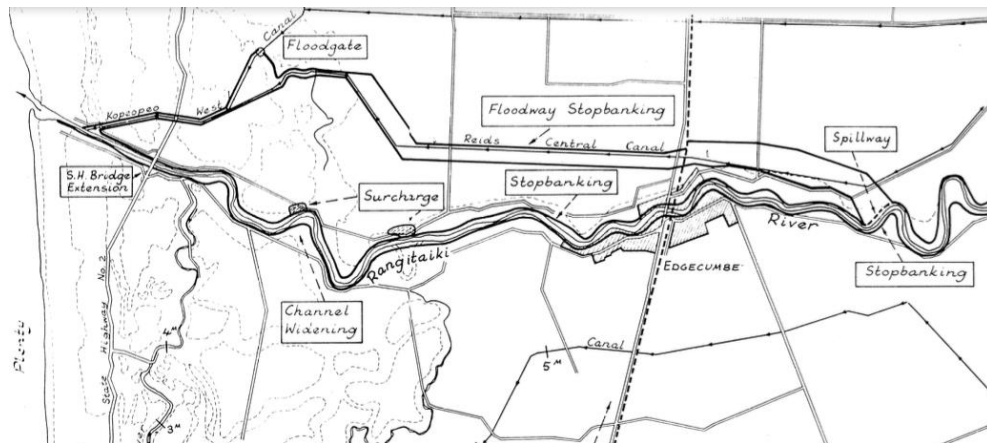 Canal
Floodgate
Kopeopeo West
Floodway Stopbanking
Reids Central Canal
Spillway
S.H. Bridge
Extension
Surcharge
Stopbanking
River
Rangitaiki
EDGECUMBE
Stopbanking
Channel
Widening
Plenty
State Highway No. 2
4M
3M
Canal
5M